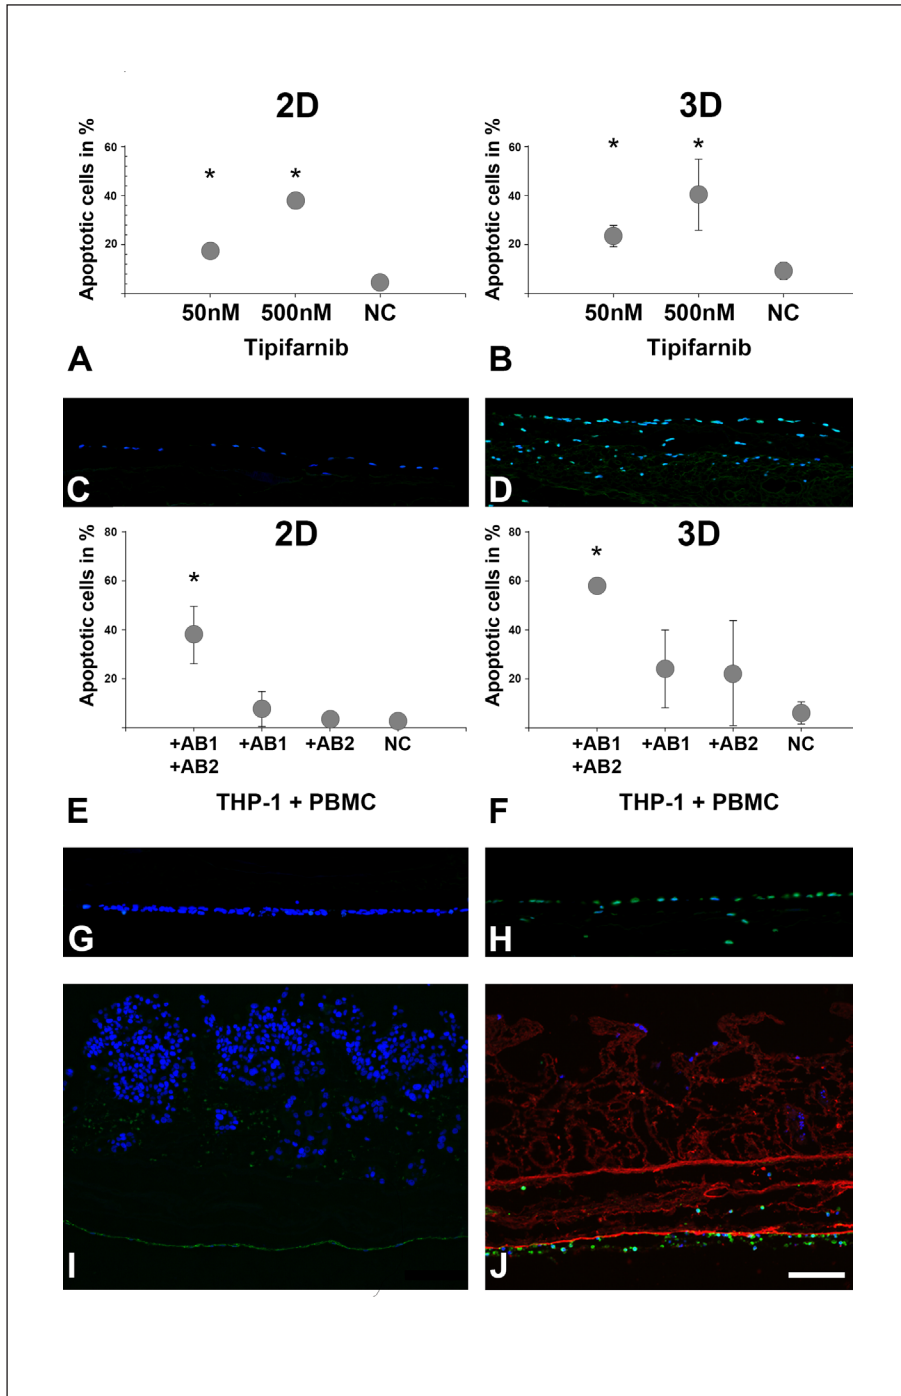 2D
Apoptotic cells in %
60
40
20
*
*
50nM 500nM NC
Tipifarnib
A
3D
Apoptotic cells in %
60
40
20
*
*
50nM 500nM NC
Tipifarnib
B
C
D
2D
Apoptotic cells in %
80
60
40
20
*
+AB1 +AB1 +AB2 NC
+AB2
THP-1 + PBMC
E
3D
Apoptotic cells in %
80
60
40
20
*
+AB1 +AB1 +AB2 NC
+AB2
THP-1 + PBMC
F
G
H
I
J